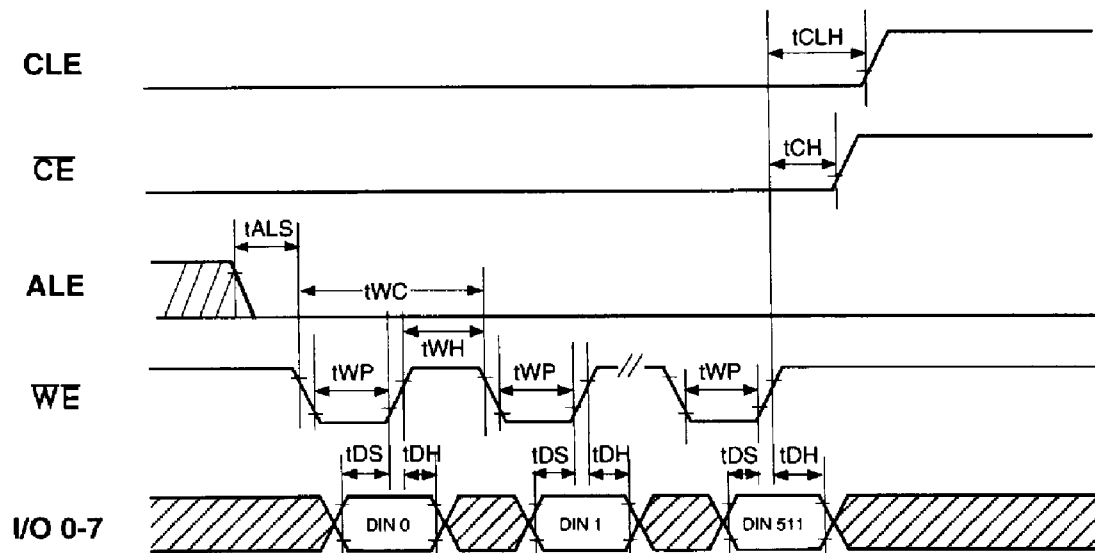 CLE
tCLH
CE
tCH
ALE
tALS
tWC
tWH
WE
tWP
tWP
tWP
tDS
tDH
tDS
tDH
tDS
tDH
I/O 0-7
DIN 0
DIN 1
DIN 511